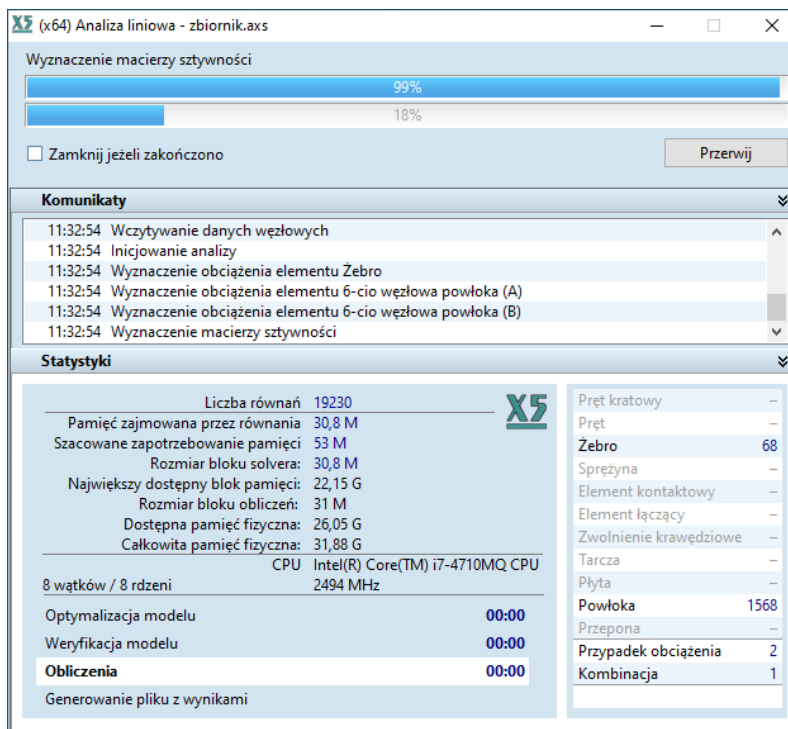 X5 (x64) Analiza liniowa - zbiornik.axs
Wyznaczenie macierzy sztywności
99%
18%
Zamknij jeżeli zakończono
Przerwij
Komunikaty
11:32:54 Wczytywanie danych węzłowych
11:32:54 Inicjowanie analizy
11:32:54 Wyznaczenie obciążenia elementu Żebro
11:32:54 Wyznaczenie obciążenia elementu 6-cio węzłowa powłoka (A)
11:32:54 Wyznaczenie obciążenia elementu 6-cio węzłowa powłoka (B)
11:32:54 Wyznaczenie macierzy sztywności
Statystyki
X5
Liczba równań 19230
Pamięć zajmowana przez równania 30,8 M
Szacowane zapotrzebowanie pamięci 53 M
Rozmiar bloku solvera: 30,8 M
Największy dostępny blok pamięci: 22,15 G
Rozmiar bloku obliczeń: 31 M
Dostępna pamięć fizyczna: 26,05 G
Całkowita pamięć fizyczna: 31,88 G
CPU Intel(R) Core(TM) i7-4710MQ CPU
8 wątków / 8 rdzeni 2494 MHz
Optymalizacja modelu 00:00
Weryfikacja modelu 00:00
Obliczenia 00:00
Generowanie pliku z wynikami
Pręt kratowy –
Pręt –
Żebro 68
Sprężyna –
Element kontaktowy –
Element łączący –
Zwolnienie krawędziowe –
Tarcza –
Płyta –
Powłoka 1568
Przepona –
Przypadek obciążenia 2
Kombinacja 1